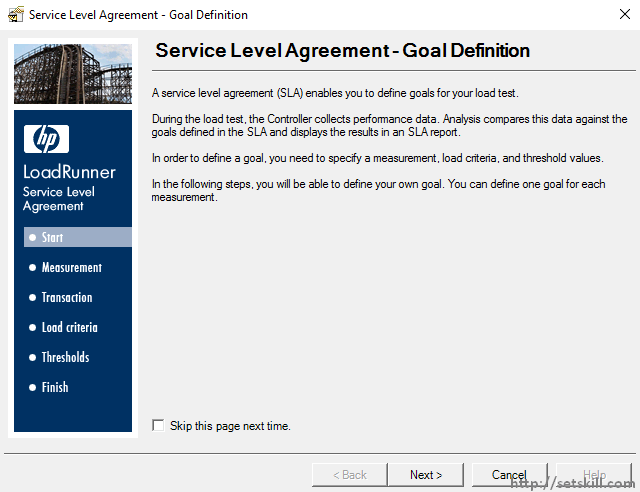 Service Level Agreement - Goal Definition
Service Level Agreement - Goal Definition
A service level agreement (SLA) enables you to define goals for your load test.
During the load test, the Controller collects performance data. Analysis compares this data against the
goals defined in the SLA and displays the results in an SLA report.
In order to define a goal, you need to specify a measurement, load criteria, and threshold values.
In the following steps, you will be able to define your own goal. You can define one goal for each
measurement.
hp
LoadRunner
Service Level
Agreement
Start
Measurement
Transaction
Load criteria
Thresholds
Finish
Skip this page next time.
< Back
Next >
Cancel
Help
http://setskill.com